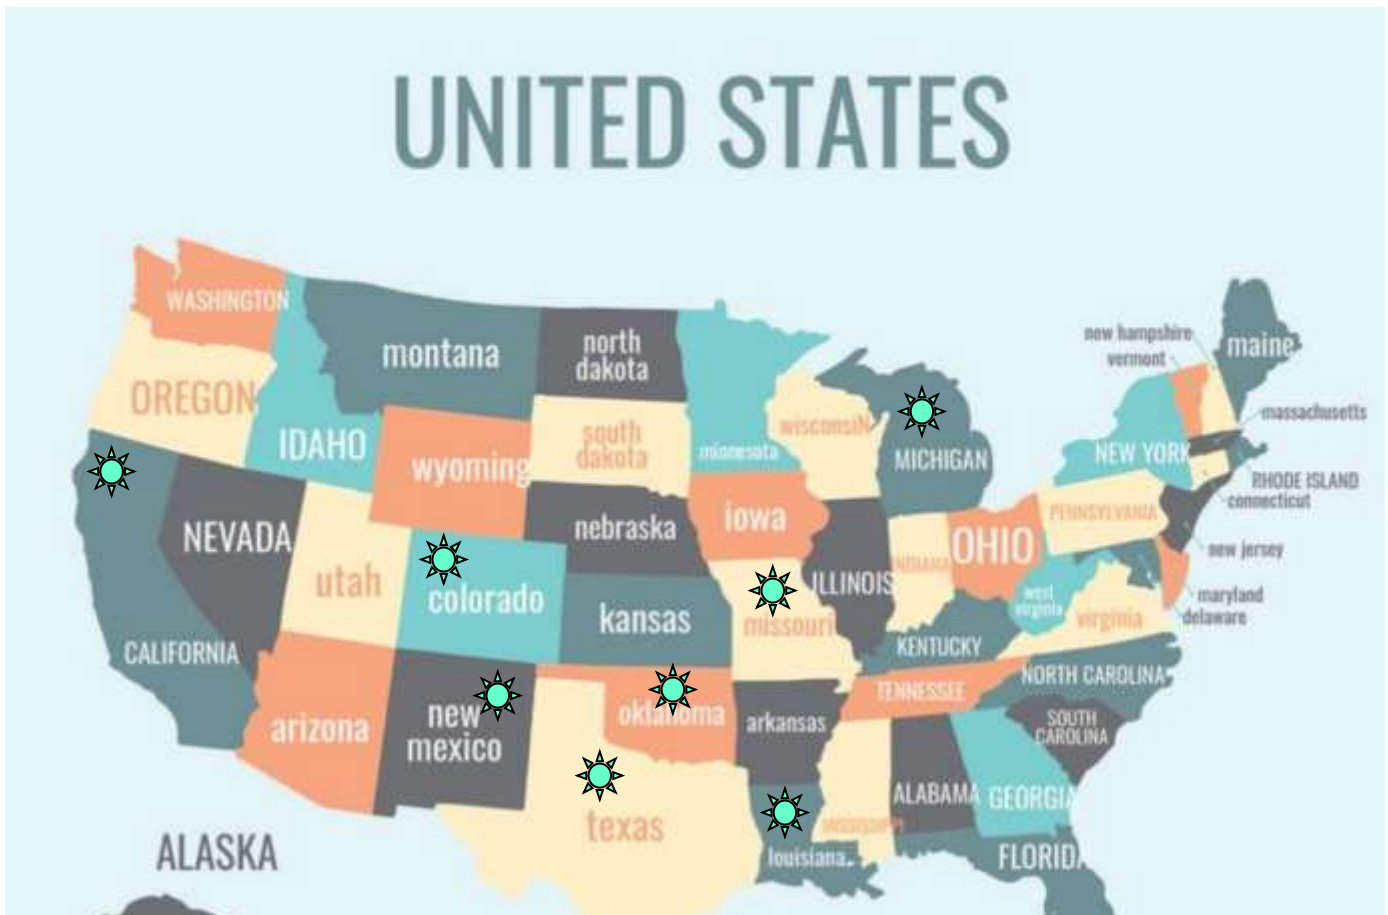 UNITED STATES
WASHINGTON
OREGON
IDAHO
montana
north
dakota
south
dakota
minnesota
wisconsiN
MICHIGAN
new hampshire
vermont
maine
massachusetts
NEW YORK
RHODE ISLAND
connecticut
PENNSYLVANIA
new jersey
maryland
delaware
wyoming
nebraska
iowa
NEVADA
utah
colorado
kansas
missouri
ILLINOIS
INDIANA
OHIO
west
virginia
virginia
KENTUCKY
CALIFORNIA
arizona
new
mexico
oklahoma
arkansas
TENNESSEE
NORTH CAROLINA
SOUTH
CAROLINA
texas
louisiana
MISSISSIPPI
ALABAMA
GEORGIA
FLORIDA
ALASKA